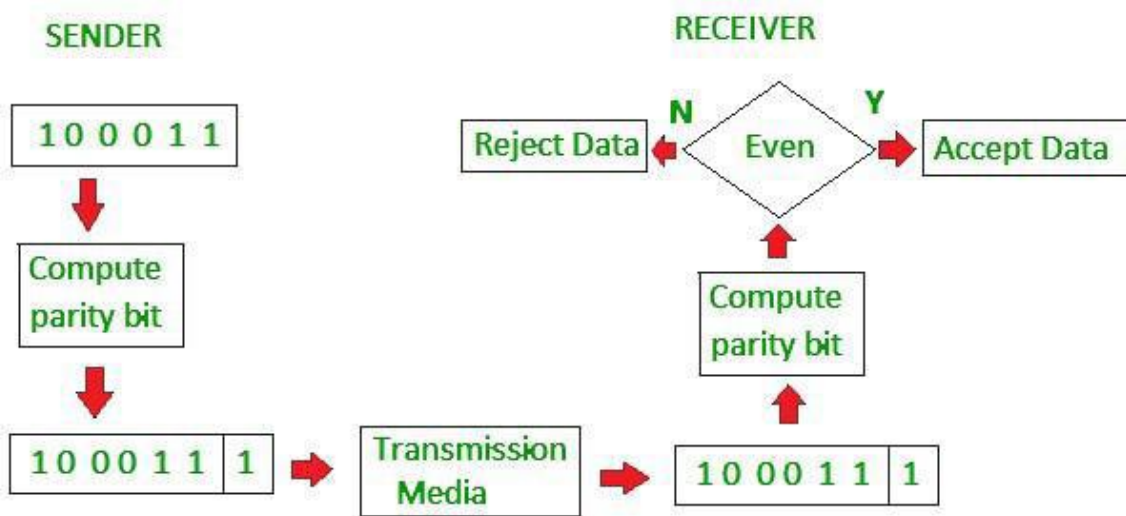 SENDER
1 0 0 0 1 1
Compute
parity bit
1 0 0 0 1 1 1
Transmission
Media
RECEIVER
N
Y
Reject Data
Even
Accept Data
Compute
parity bit
1 0 0 0 1 1 1